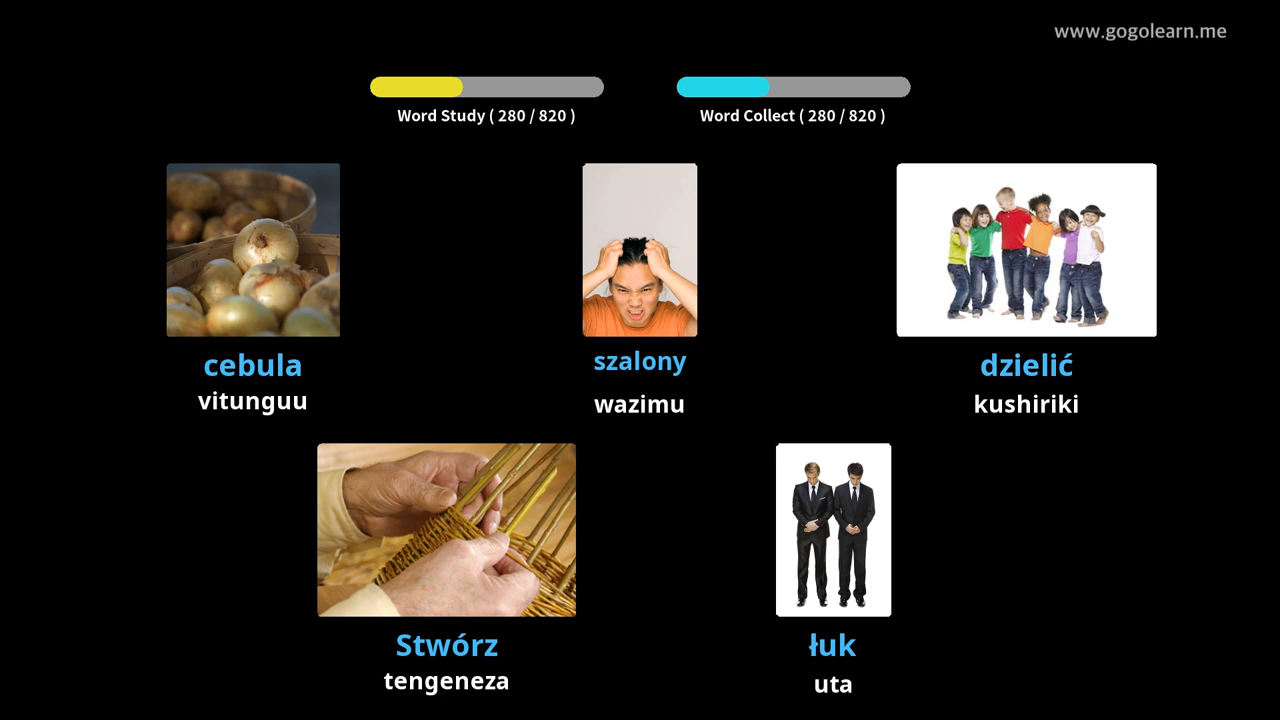 www.gogolearn.me
Word Study ( 280 / 820 )
Word Collect ( 280 / 820 )
cebula
vitunguu
szalony
wazimu
dzielić
kushiriki
Stwórz
tengeneza
łuk
uta